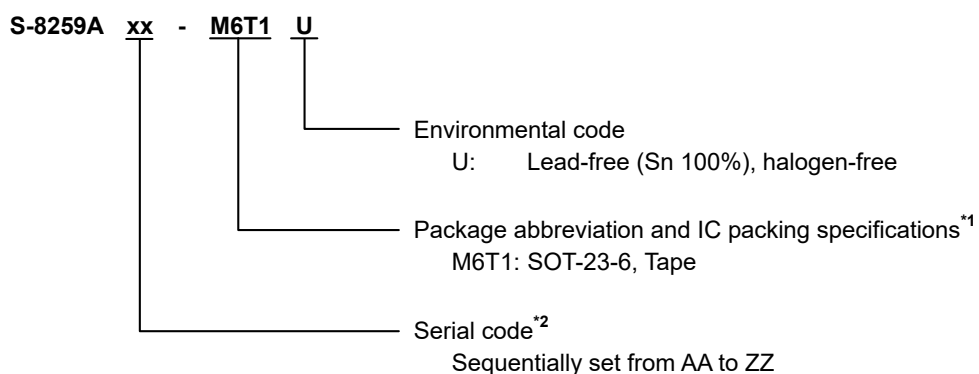 S-8259A xx - M6T1 U
Environmental code
U: Lead-free (Sn 100%), halogen-free
Package abbreviation and IC packing specifications*1
M6T1: SOT-23-6, Tape
Serial code*2
Sequentially set from AA to ZZ